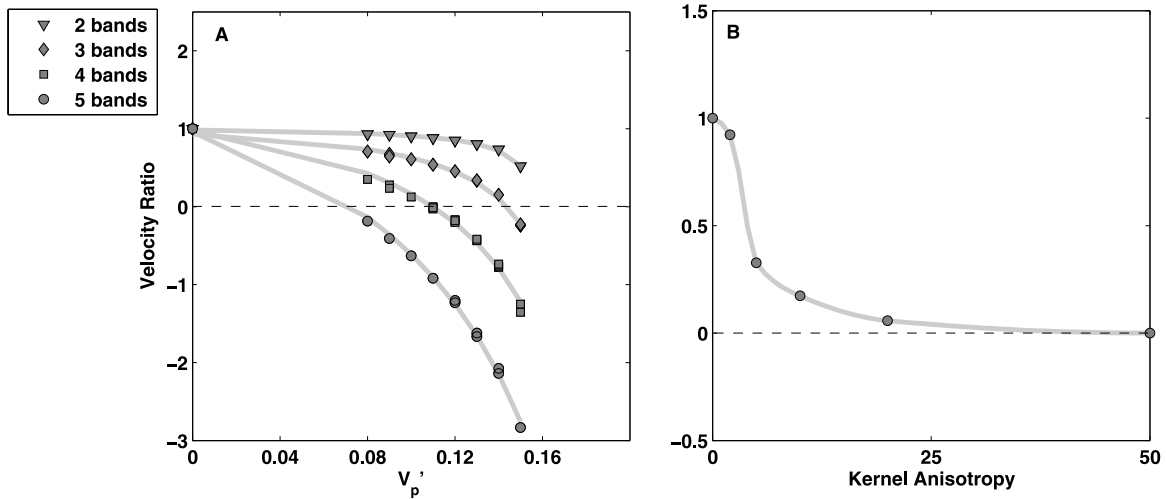 2 bands
3 bands
4 bands
5 bands
A
2
1
0
−1
−2
−3
Velocity Ratio
0
0.04
0.08
0.12
0.16
Vp'
B
1.5
1
0.5
0
−0.5
0
25
50
Kernel Anisotropy